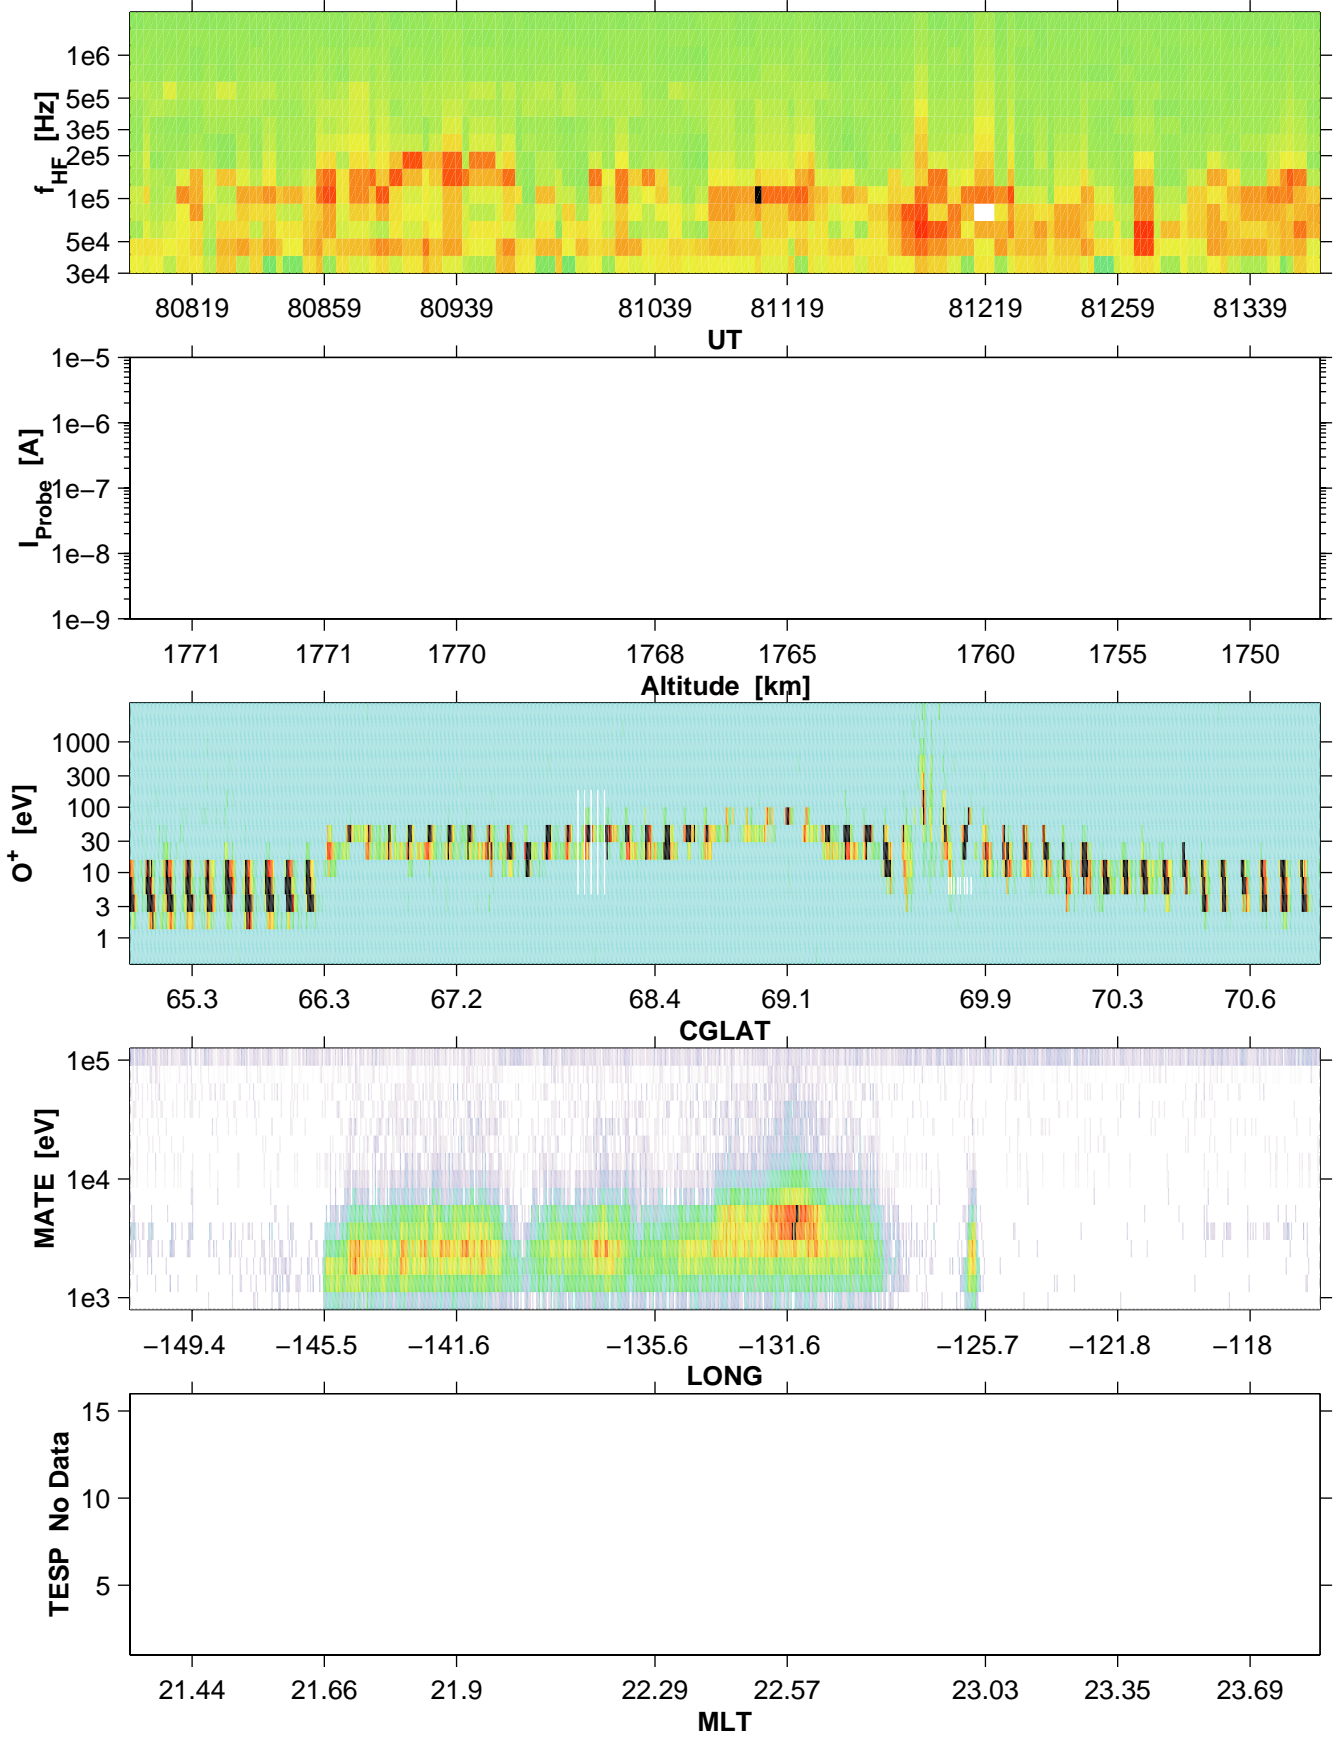 1e6
5e5
3e5
2e5
1e5
5e4
3e4
f_HF [Hz]
80819 80859 80939 81039 81119 81219 81259 81339
UT
1e−5
1e−6
1e−7
1e−8
1e−9
I_Probe [A]
1771 1771 1770 1768 1765 1760 1755 1750
Altitude [km]
1000
300
100
30
10
3
1
O+ [eV]
65.3 66.3 67.2 68.4 69.1 69.9 70.3 70.6
CGLAT
1e5
1e4
1e3
MATE [eV]
−149.4 −145.5 −141.6 −135.6 −131.6 −125.7 −121.8 −118
LONG
15
10
5
TESP No Data
21.44 21.66 21.9 22.29 22.57 23.03 23.35 23.69
MLT